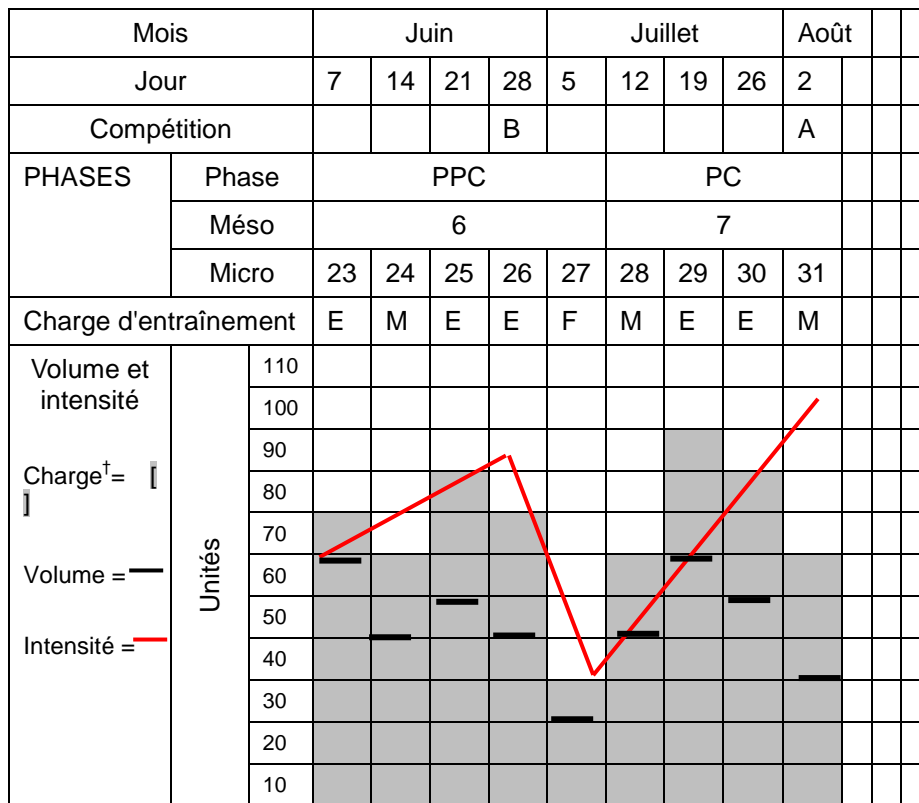 Mois Juin Juillet Août
Jour 7 14 21 28 5 12 19 26 2
Compétition B A
PHASES Phase PPC PC
Méso 6 7
Micro 23 24 25 26 27 28 29 30 31
Charge d'entraînement E M E E F M E E M
Volume et
intensité
Charge†= [
]
Volume =
Intensité =
Unités
110
100
90
80
70
60
50
40
30
20
10